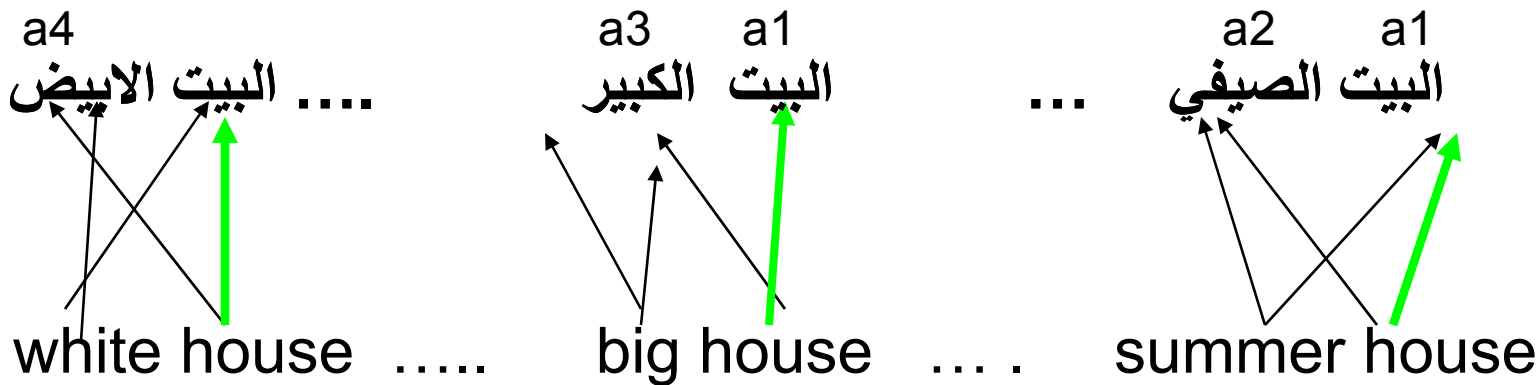 a4 a3 a1 a2 a1
البيت الصيفي ... البيت الكبير .... البيت الابيض
white house ….. big house … . summer house